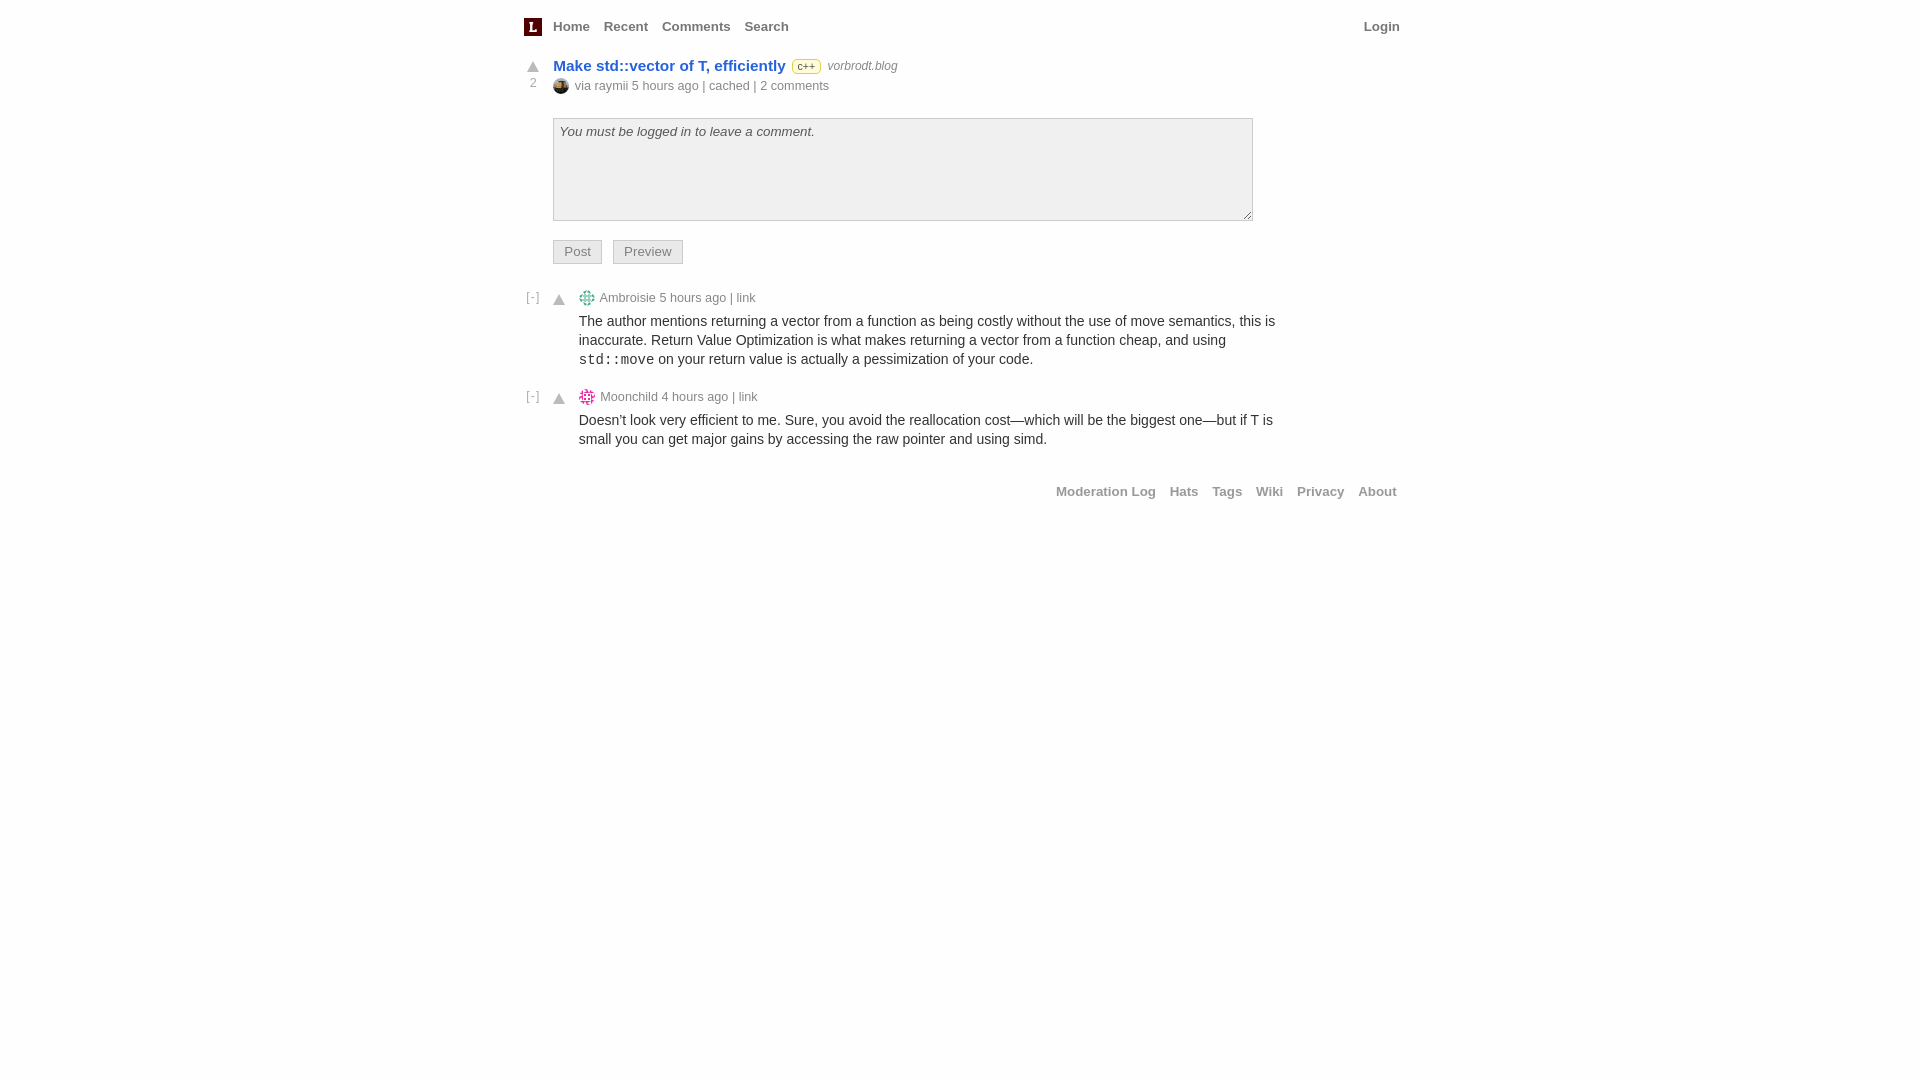 L Home Recent Comments Search Login
Make std::vector of T, efficiently c++ vorbrodt.blog
2 via raymii 5 hours ago | cached | 2 comments
You must be logged in to leave a comment.
Post Preview
[-] Ambroisie 5 hours ago | link
The author mentions returning a vector from a function as being costly without the use of move semantics, this is
inaccurate. Return Value Optimization is what makes returning a vector from a function cheap, and using
std::move on your return value is actually a pessimization of your code.
[-] Moonchild 4 hours ago | link
Doesn’t look very efficient to me. Sure, you avoid the reallocation cost—which will be the biggest one—but if T is
small you can get major gains by accessing the raw pointer and using simd.
Moderation Log Hats Tags Wiki Privacy About